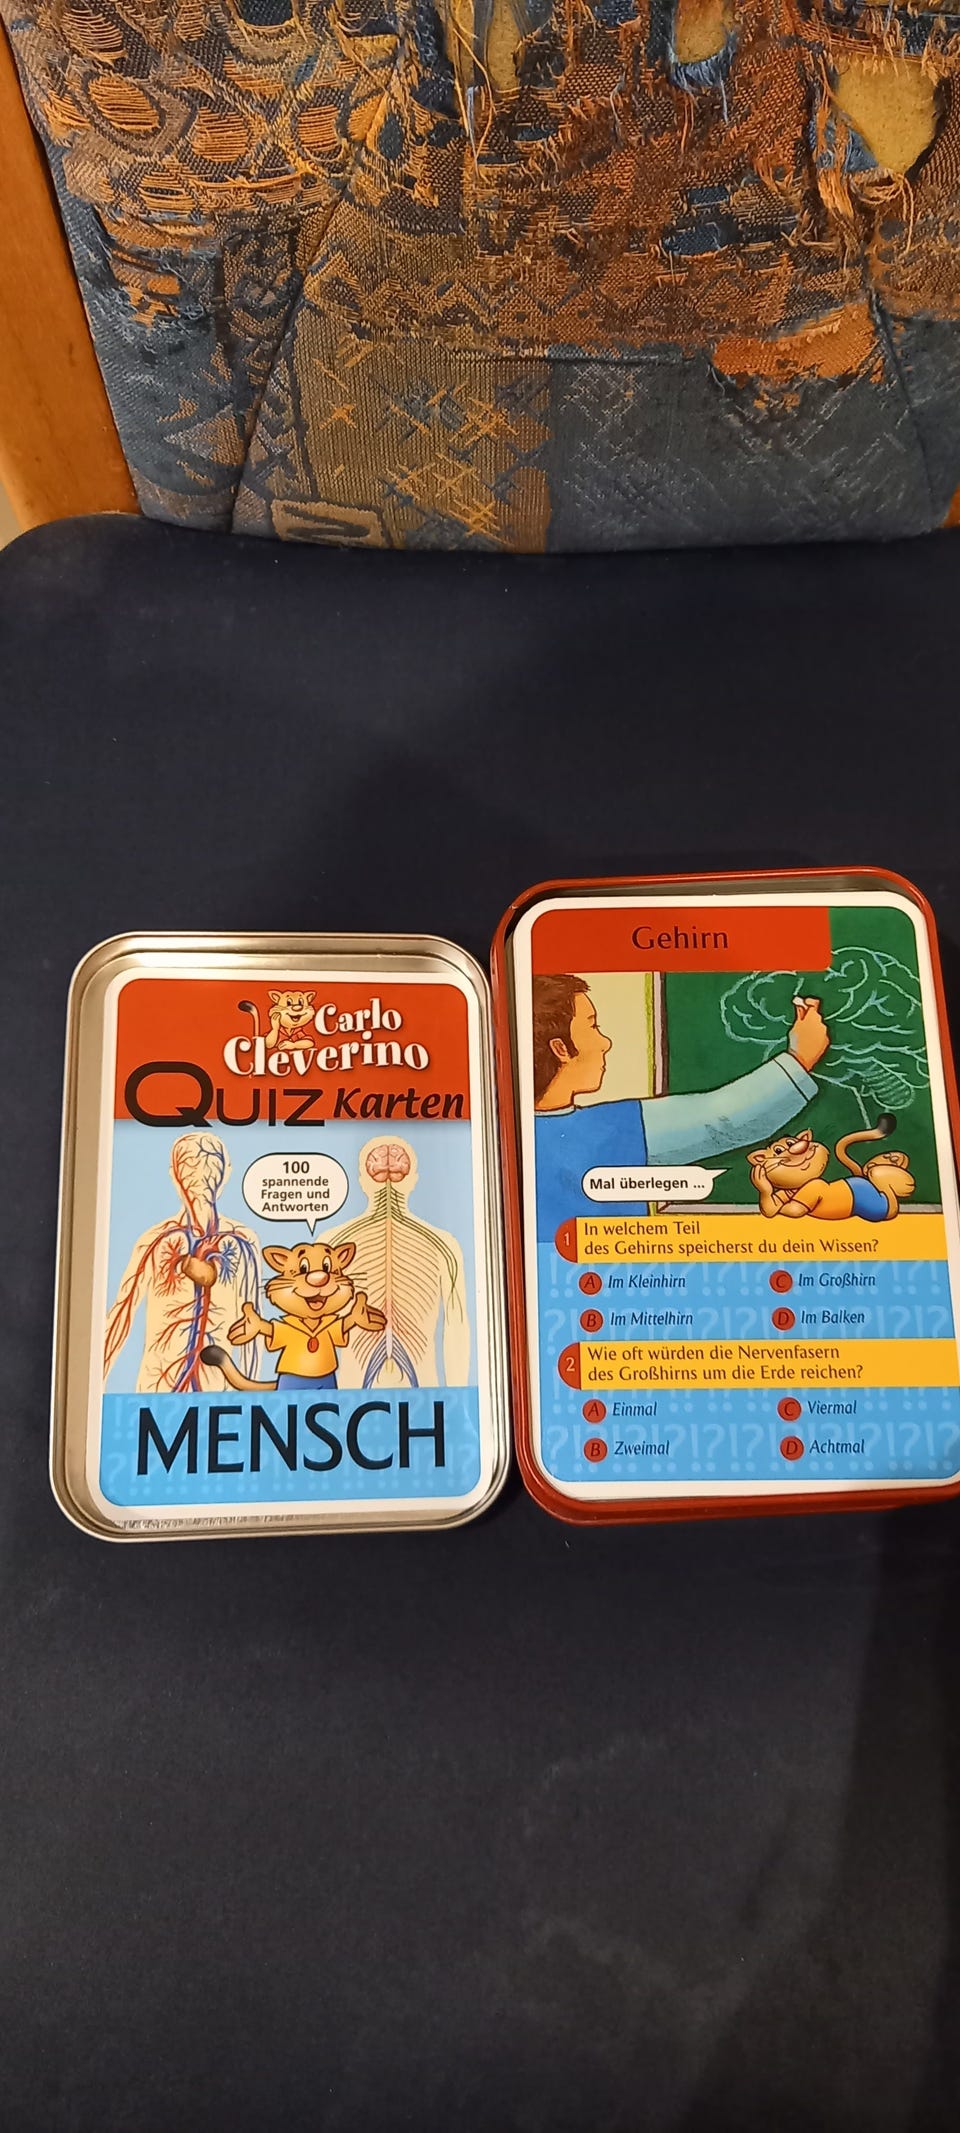 Carlo
Cleverino
QUIZ Karten
100
spannende
Fragen und
Antworten
MENSCH
Gehirn
Mal überlegen ...
1 In welchem Teil
des Gehirns speicherst du dein Wissen?
A Im Kleinhirn
C Im Großhirn
B Im Mittelhirn
D Im Balken
2 Wie oft würden die Nervenfasern
des Großhirns um die Erde reichen?
A Einmal
C Viermal
B Zweimal
D Achtmal